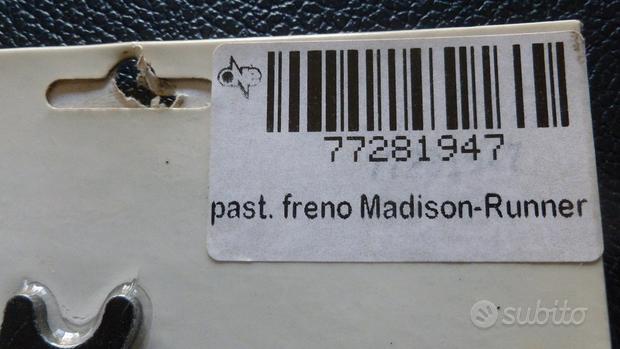 77281947
past. freno Madison-Runner
subito